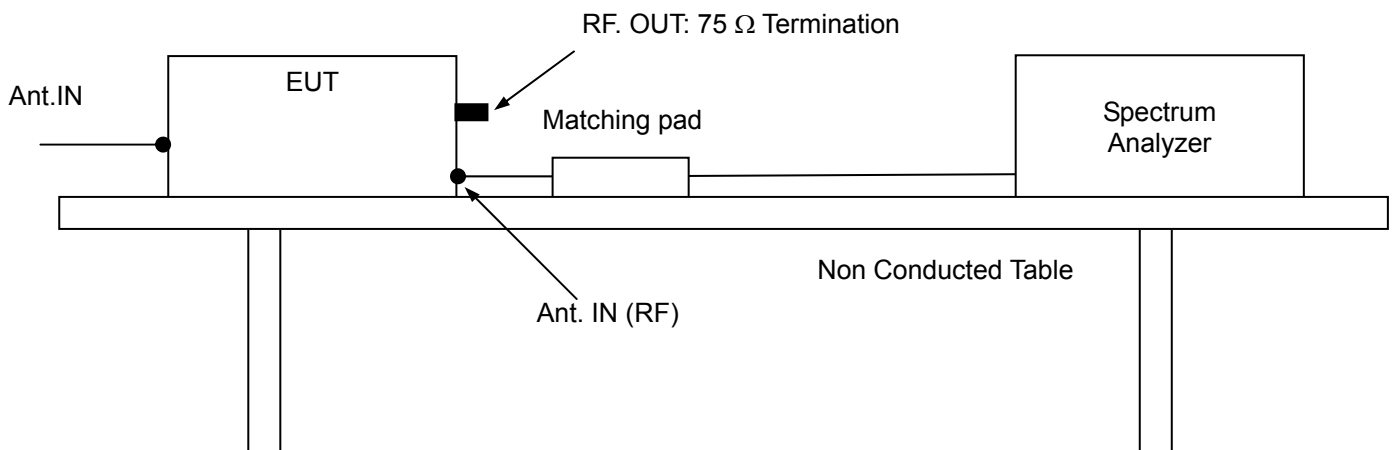 RF. OUT: 75 Ω Termination
EUT
Ant.IN
Matching pad
Spectrum
Analyzer
Non Conducted Table
Ant. IN (RF)